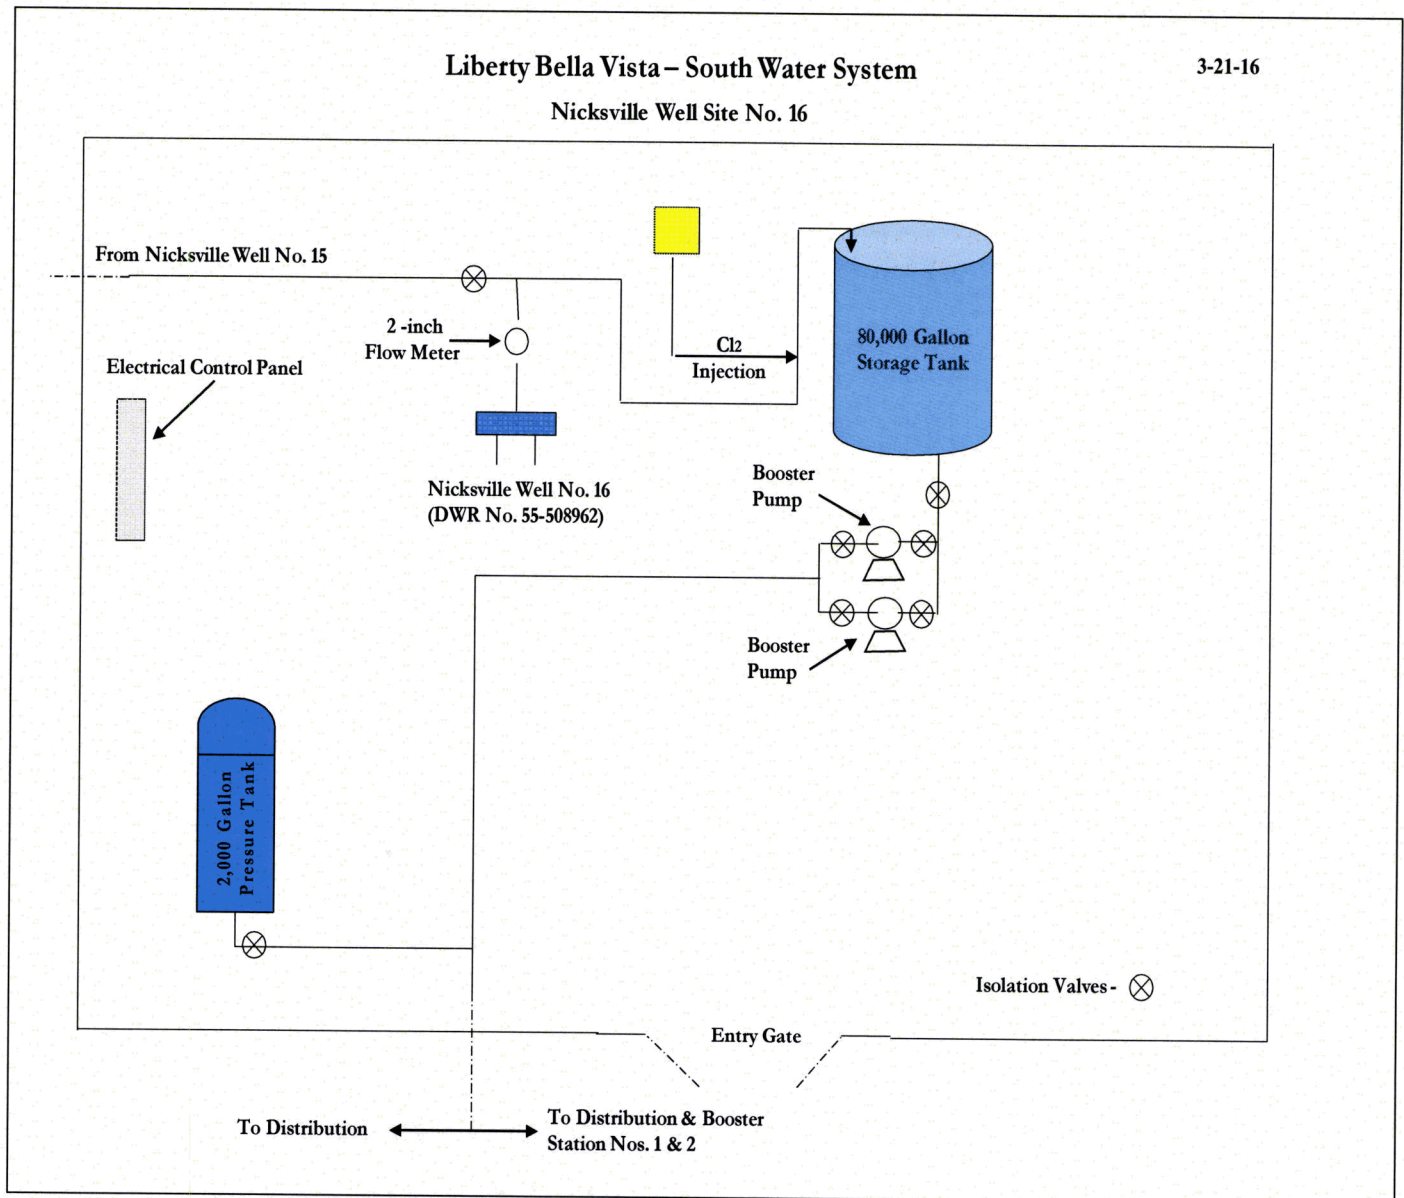 Liberty Bella Vista – South Water System
3-21-16
Nicksville Well Site No. 16
From Nicksville Well No. 15
2 -inch
Flow Meter
Electrical Control Panel
Cl2
Injection
80,000 Gallon
Storage Tank
Nicksville Well No. 16
(DWR No. 55-508962)
Booster
Pump
Booster
Pump
2,000 Gallon
Pressure Tank
Isolation Valves -
Entry Gate
To Distribution
To Distribution & Booster
Station Nos. 1 & 2